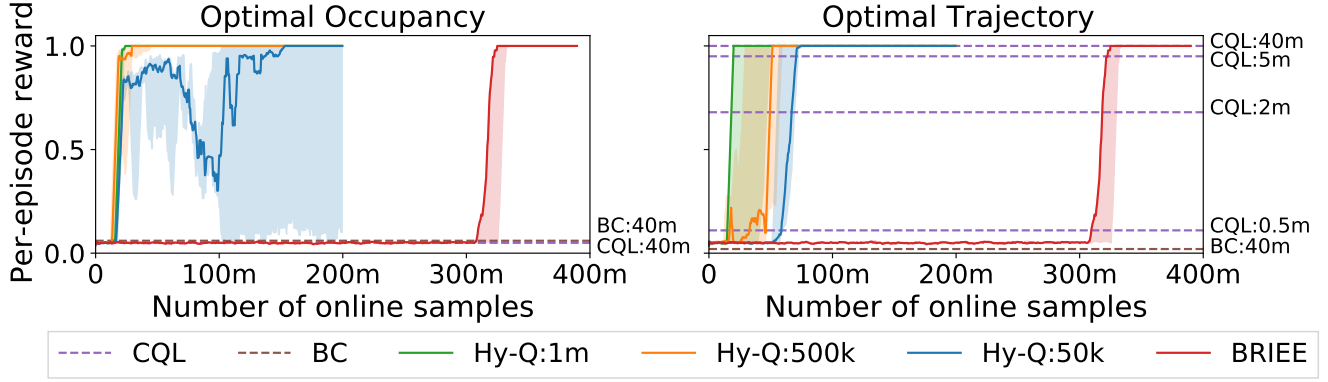 Optimal Occupancy
Optimal Trajectory
Per-episode reward
1.0
0.5
0.0
0
100m
200m
300m
400m
BC:40m
CQL:40m
Number of online samples
0
100m
200m
300m
400m
CQL:40m
CQL:5m
CQL:2m
CQL:0.5m
BC:40m
Number of online samples
CQL
BC
Hy-Q:1m
Hy-Q:500k
Hy-Q:50k
BRIEE